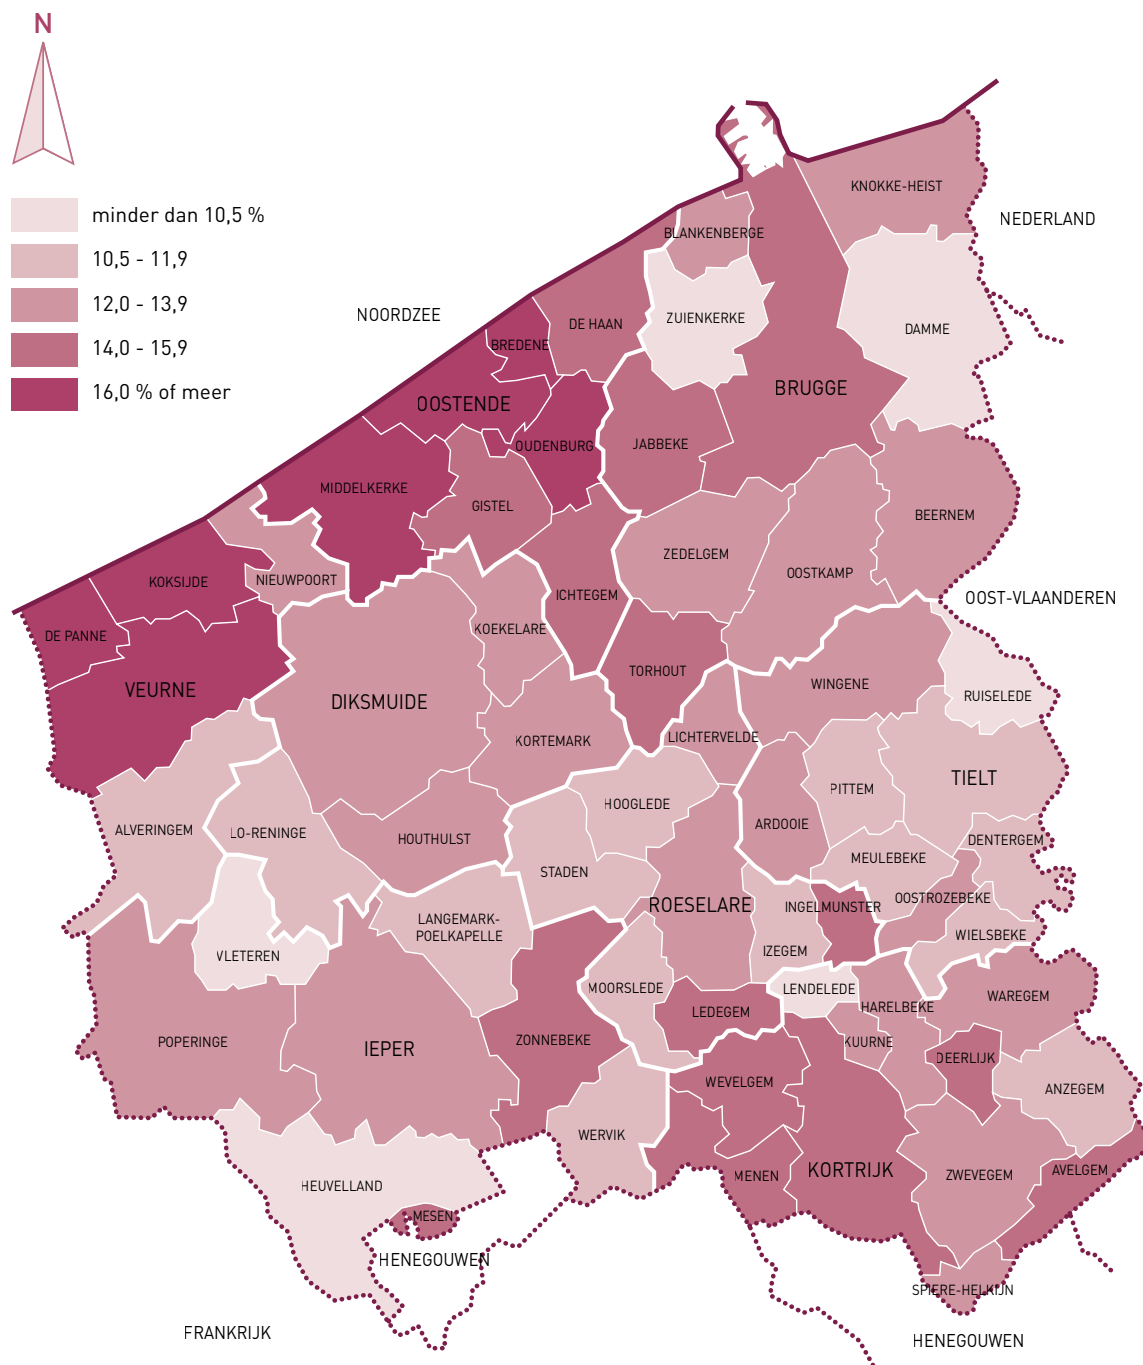 N
minder dan 10,5 %
10,5 - 11,9
12,0 - 13,9
14,0 - 15,9
16,0 % of meer
KNOKKE-HEIST
NEDERLAND
BLANKENBERGE
NOORDZEE
DE HAAN
ZUIENKERKE
DAMME
BREDENE
OOSTENDE
BRUGGE
OUDENBURG
JABBEKE
MIDDELKERKE
GISTEL
BEERNEM
ZEDELGEM
OOSTKAMP
KOKSIJDE
NIEUWPOORT
ICHTEGEM
OOST-VLAANDEREN
DE PANNE
KOEKELARE
VEURNE
TORHOUT
WINGENE
RUISELEDE
DIKSMUIDE
KORTEMARK
LICHTERVELDE
PITTEM
TIELT
HOOGLEDE
ALVERINGEM
LO-RENINGE
HOUTHULST
ARDOOIE
DENTERGEM
MEULEBEKE
STADEN
OOSTROZEBEKE
ROESELARE
INGELMUNSTER
LANGEMARK-
POELKAPELLE
WIELSBEKE
VLETEREN
IZEGEM
MOORSLEDE
LENDELEDE
WAREGEM
HARELBEKE
LEDEGEM
POPERINGE
IEPER
ZONNEBEKE
KUURNE
DEERLIJK
WEVELGEM
ANZEGEM
WERVIK
MENEN
KORTRIJK
ZWEVEGEM
AVELGEM
HEUVELLAND
MESEN
HENEGOUWEN
SPIERE-HELKIJN
FRANKRIJK
HENEGOUWEN